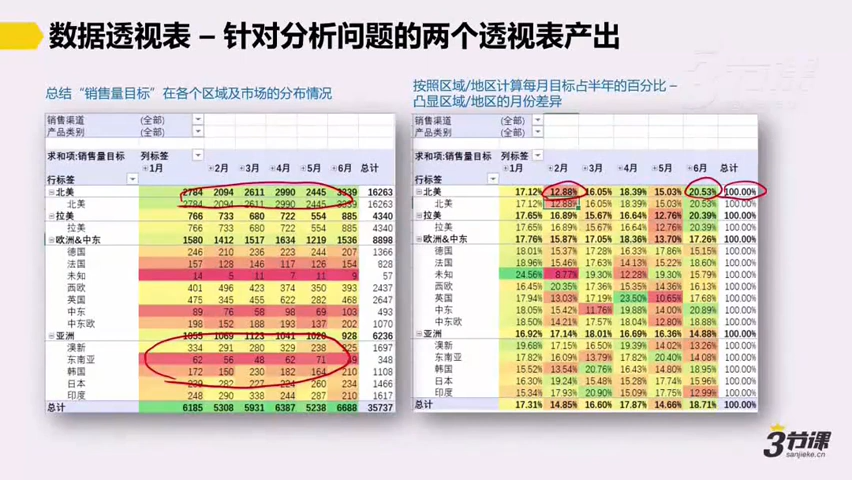 数据透视表 – 针对分析问题的两个透视表产出
3节课
总结“销售量目标”在各个区域及市场的分布情况
销售渠道 (全部)
产品类别 (全部)
求和项:销售量目标 列标签
1月 2月 3月 4月 5月 6月 总计
行标签
北美 2784 2094 2611 2990 2445 3339 16263
北美 2784 2094 2611 2990 2445 3339 16263
拉美 766 733 680 722 554 885 4340
拉美 766 733 680 722 554 885 4340
欧洲&中东 1580 1412 1517 1634 1219 1536 8898
德国 246 210 236 223 244 207 1366
法国 157 128 146 117 126 154 828
未知 14 5 11 7 11 9 57
西欧 401 496 423 374 350 393 2437
英国 475 345 455 622 282 468 2647
中东 89 76 58 98 69 103
中东欧 198 152 188 193 137 202
亚洲 1055 1069 1123 1041 1020 928 6236
澳新 334 291 280 329 238 225 1697
东南亚 62 56 48 62 71 49 348
韩国 172 150 230 182 164 210 1108
日本 239 282 227 224 260 234
印度 248 290 338 244 287 210
总计 6185 5308 5931 6387 5238 6688 35737
按照区域/地区计算每月目标占半年的百分比 –
凸显区域/地区的月份差异
销售渠道 (全部)
产品类别 (全部)
求和项:销售量目标 列标签
1月 2月 3月 4月 5月 6月 总计
行标签
北美 17.12% 12.88% 16.05% 18.39% 15.03% 20.53% 100.00%
北美 17.12% 12.88% 16.05% 18.39% 15.03% 20.53% 100.00%
拉美 17.65% 16.89% 15.67% 16.64% 12.76% 20.39% 100.00%
拉美 17.65% 16.89% 15.67% 16.64% 12.76% 20.39% 100.00%
欧洲&中东 17.76% 15.87% 17.05% 18.36% 13.70% 17.26% 100.00%
德国 18.01% 15.37% 17.28% 16.33% 17.86% 15.15% 100.00%
法国 18.96% 15.46% 17.63% 14.13% 15.22% 18.60% 100.00%
未知 24.56% 8.77% 19.30% 12.28% 19.30% 15.79% 100.00%
西欧 16.45% 20.35% 17.36% 15.35% 14.36% 16.13% 100.00%
英国 17.94% 13.03% 17.19% 23.50% 10.65% 17.68% 100.00%
中东 18.05% 15.42% 11.76% 19.88% 14.00% 20.89% 100.00%
中东欧 18.50% 14.21% 17.57% 18.04% 12.80% 18.88% 100.00%
亚洲 16.92% 17.14% 18.01% 16.69% 16.36% 14.88% 100.00%
澳新 19.68% 17.15% 16.50% 19.39% 14.02% 13.26% 100.00%
东南亚 17.82% 16.09% 13.79% 17.82% 20.40% 14.08% 100.00%
韩国 15.52% 13.54% 20.76% 16.43% 14.80% 18.95% 100.00%
日本 16.30% 19.24% 15.48% 15.28% 17.74% 15.96% 100.00%
印度 15.34% 17.93% 20.90% 15.09% 17.75% 12.99% 100.00%
总计 17.31% 14.85% 16.60% 17.87% 14.66% 18.71% 100.00%
3节课
sanjieke.cn